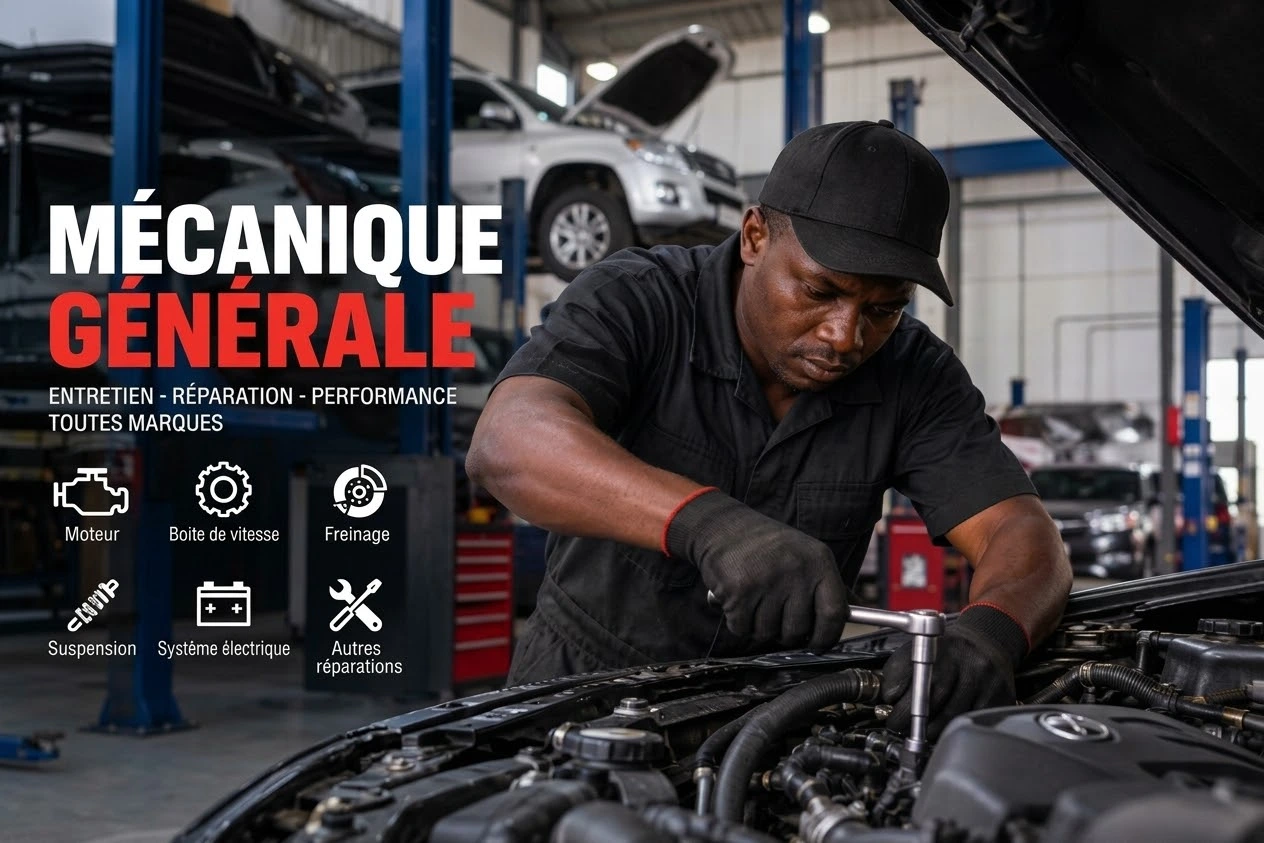 MÉCANIQUE
GÉNÉRALE
ENTRETIEN - RÉPARATION - PERFORMANCE
TOUTES MARQUES
Moteur
Boite de vitesse
Freinage
Suspension
Système électrique
Autres
réparations